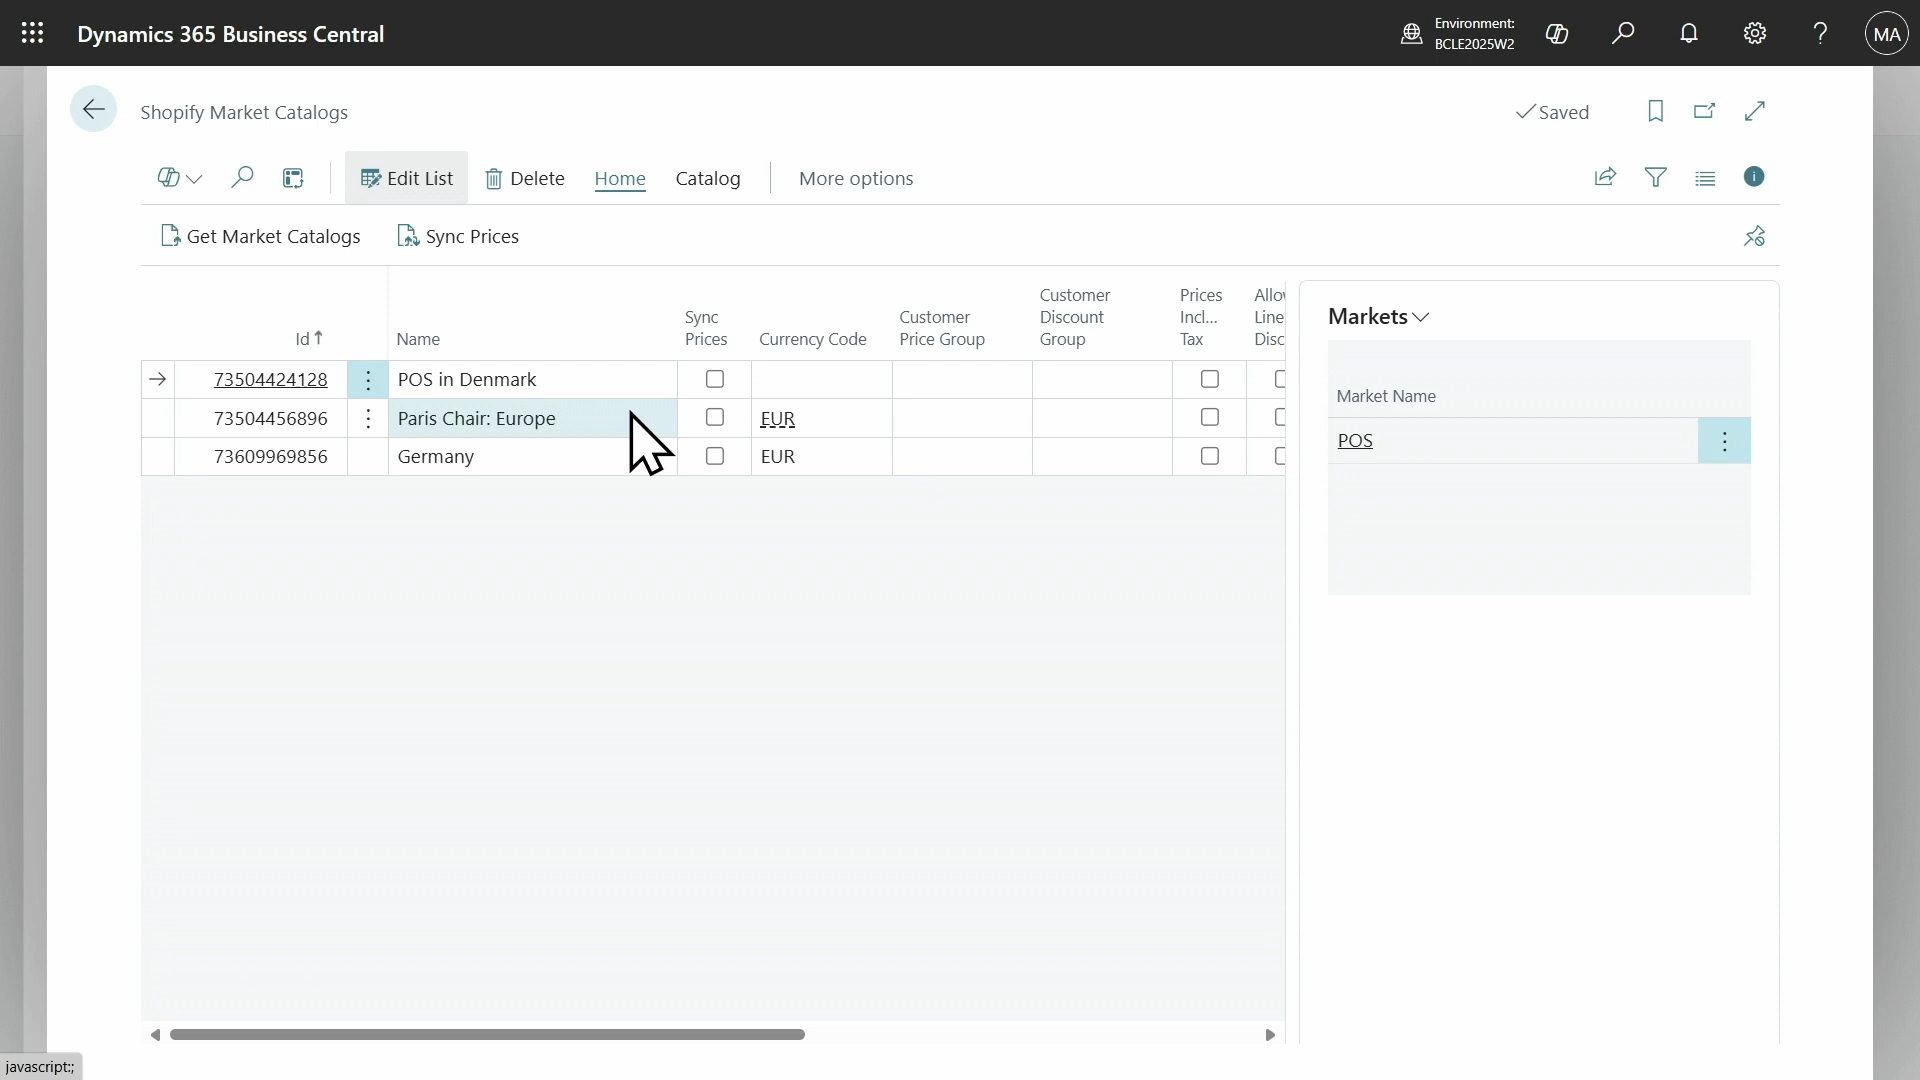 Dynamics 365 Business Central
Environment:
BCLE2025W2
MA
Shopify Market Catalogs
Saved
Edit List
Delete
Home
Catalog
More options
Get Market Catalogs
Sync Prices
Id
Name
Sync Prices
Currency Code
Customer Price Group
Customer Discount Group
Prices Incl... Tax
Allo
Line
Disc
73504424128
POS in Denmark
73504456896
Paris Chair: Europe
EUR
73609969856
Germany
EUR
Markets
Market Name
POS
javascript:;